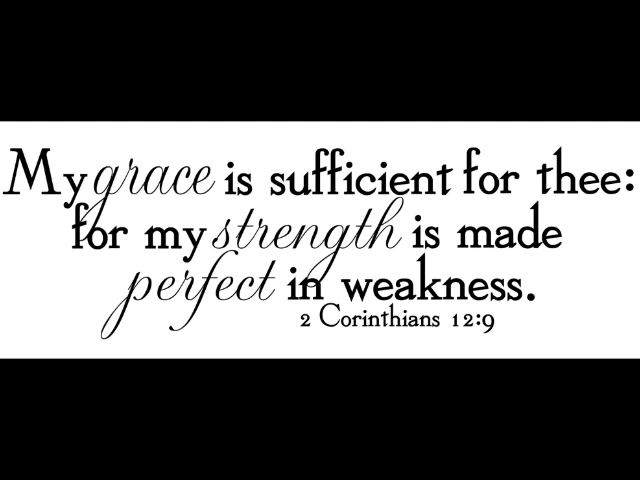 My grace is sufficient for thee:
for my strength is made
perfect in weakness.
2 Corinthians 12:9